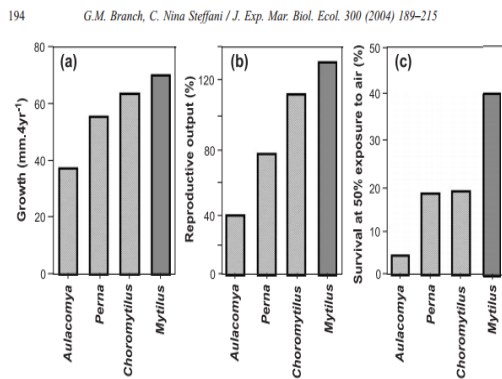 194 G.M. Branch, C. Nina Steffani / J. Exp. Mar. Biol. Ecol. 300 (2004) 189–215
(a)
Growth (mm.4yr-1)
80
60
40
20
0
Aulacomya
Perna
Choromytilus
Mytilus
(b)
Reproductive output (%)
120
80
40
0
Aulacomya
Perna
Choromytilus
Mytilus
(c)
Survival at 50% exposure to air (%)
50
40
30
20
10
0
Aulacomya
Perna
Choromytilus
Mytilus